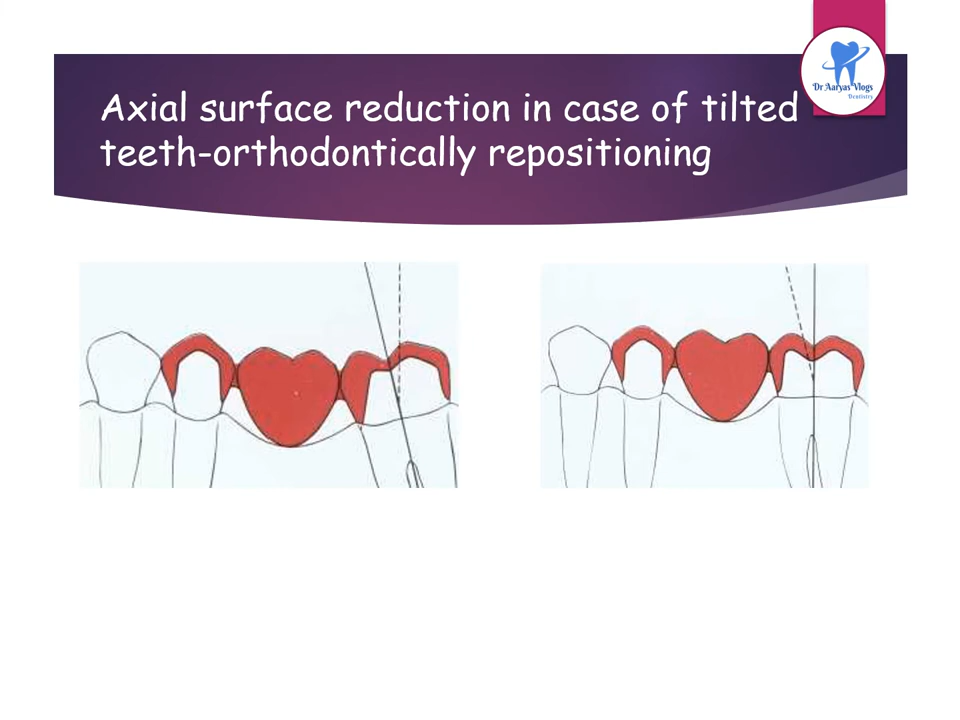 Axial surface reduction in case of tilted
teeth-orthodontically repositioning
Dr Aaryas Vlogs
Dentistry